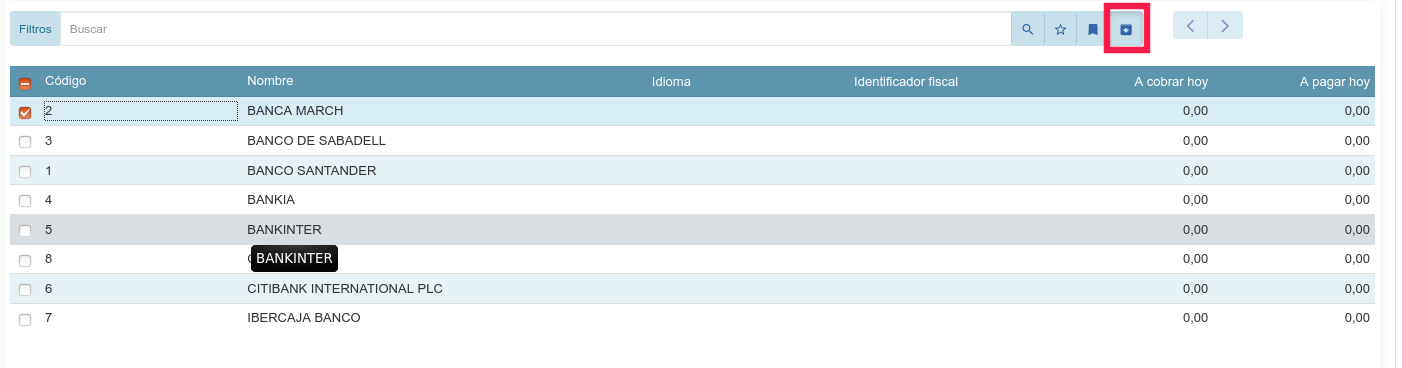 Filtros Buscar
Código Nombre Idioma Identificador fiscal A cobrar hoy A pagar hoy
2 BANCA MARCH 0,00 0,00
3 BANCO DE SABADELL 0,00 0,00
1 BANCO SANTANDER 0,00 0,00
4 BANKIA 0,00 0,00
5 BANKINTER 0,00 0,00
8 0,00 0,00
BANKINTER
6 CITIBANK INTERNATIONAL PLC 0,00 0,00
7 IBERCAJA BANCO 0,00 0,00